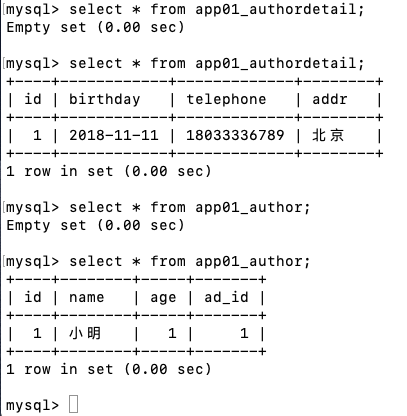 mysql> select * from app01_authordetail;
Empty set (0.00 sec)
mysql> select * from app01_authordetail;
+----+------------+-------------+--------+
| id | birthday   | telephone   | addr   |
+----+------------+-------------+--------+
|  1 | 2018-11-11 | 18033336789 | 北京   |
+----+------------+-------------+--------+
1 row in set (0.00 sec)
mysql> select * from app01_author;
Empty set (0.00 sec)
mysql> select * from app01_author;
+----+--------+-----+-------+
| id | name   | age | ad_id |
+----+--------+-----+-------+
|  1 | 小明   |   1 |     1 |
+----+--------+-----+-------+
1 row in set (0.00 sec)
mysql>